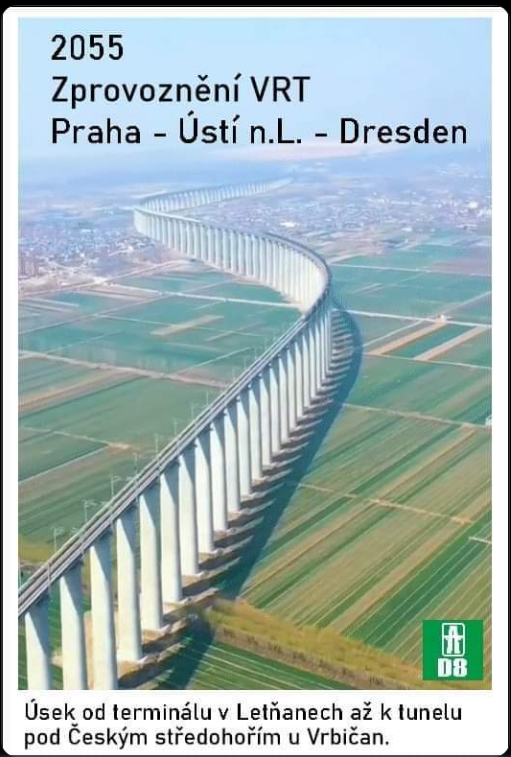 2055
Zprovoznění VRT
Praha - Ústí n.L. - Dresden
D8
Úsek od terminálu v Letňanech až k tunelu
pod Českým středohořím u Vrbičan.